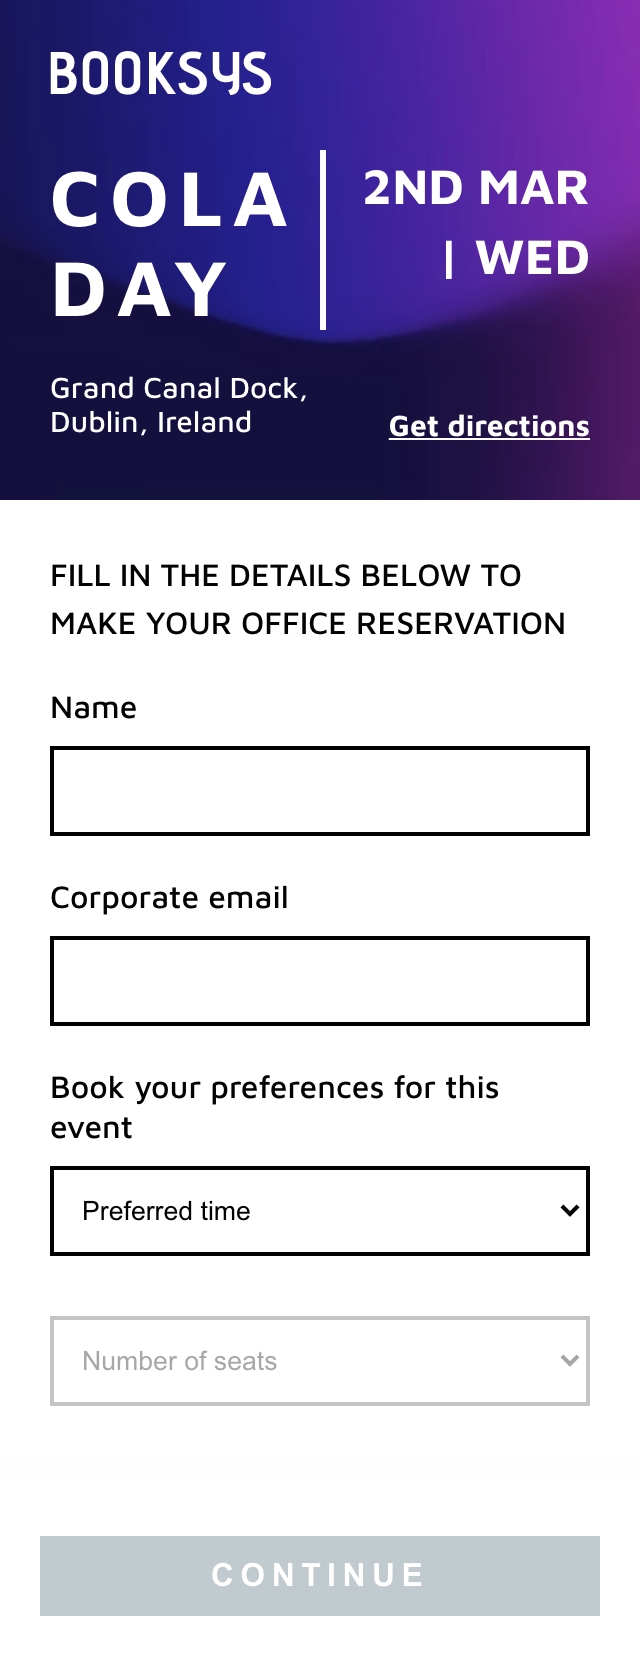 BOOKSYS
COLA
DAY
2ND MAR
| WED
Grand Canal Dock,
Dublin, Ireland
Get directions
FILL IN THE DETAILS BELOW TO
MAKE YOUR OFFICE RESERVATION
Name
Corporate email
Book your preferences for this
event
Preferred time
Number of seats
CONTINUE